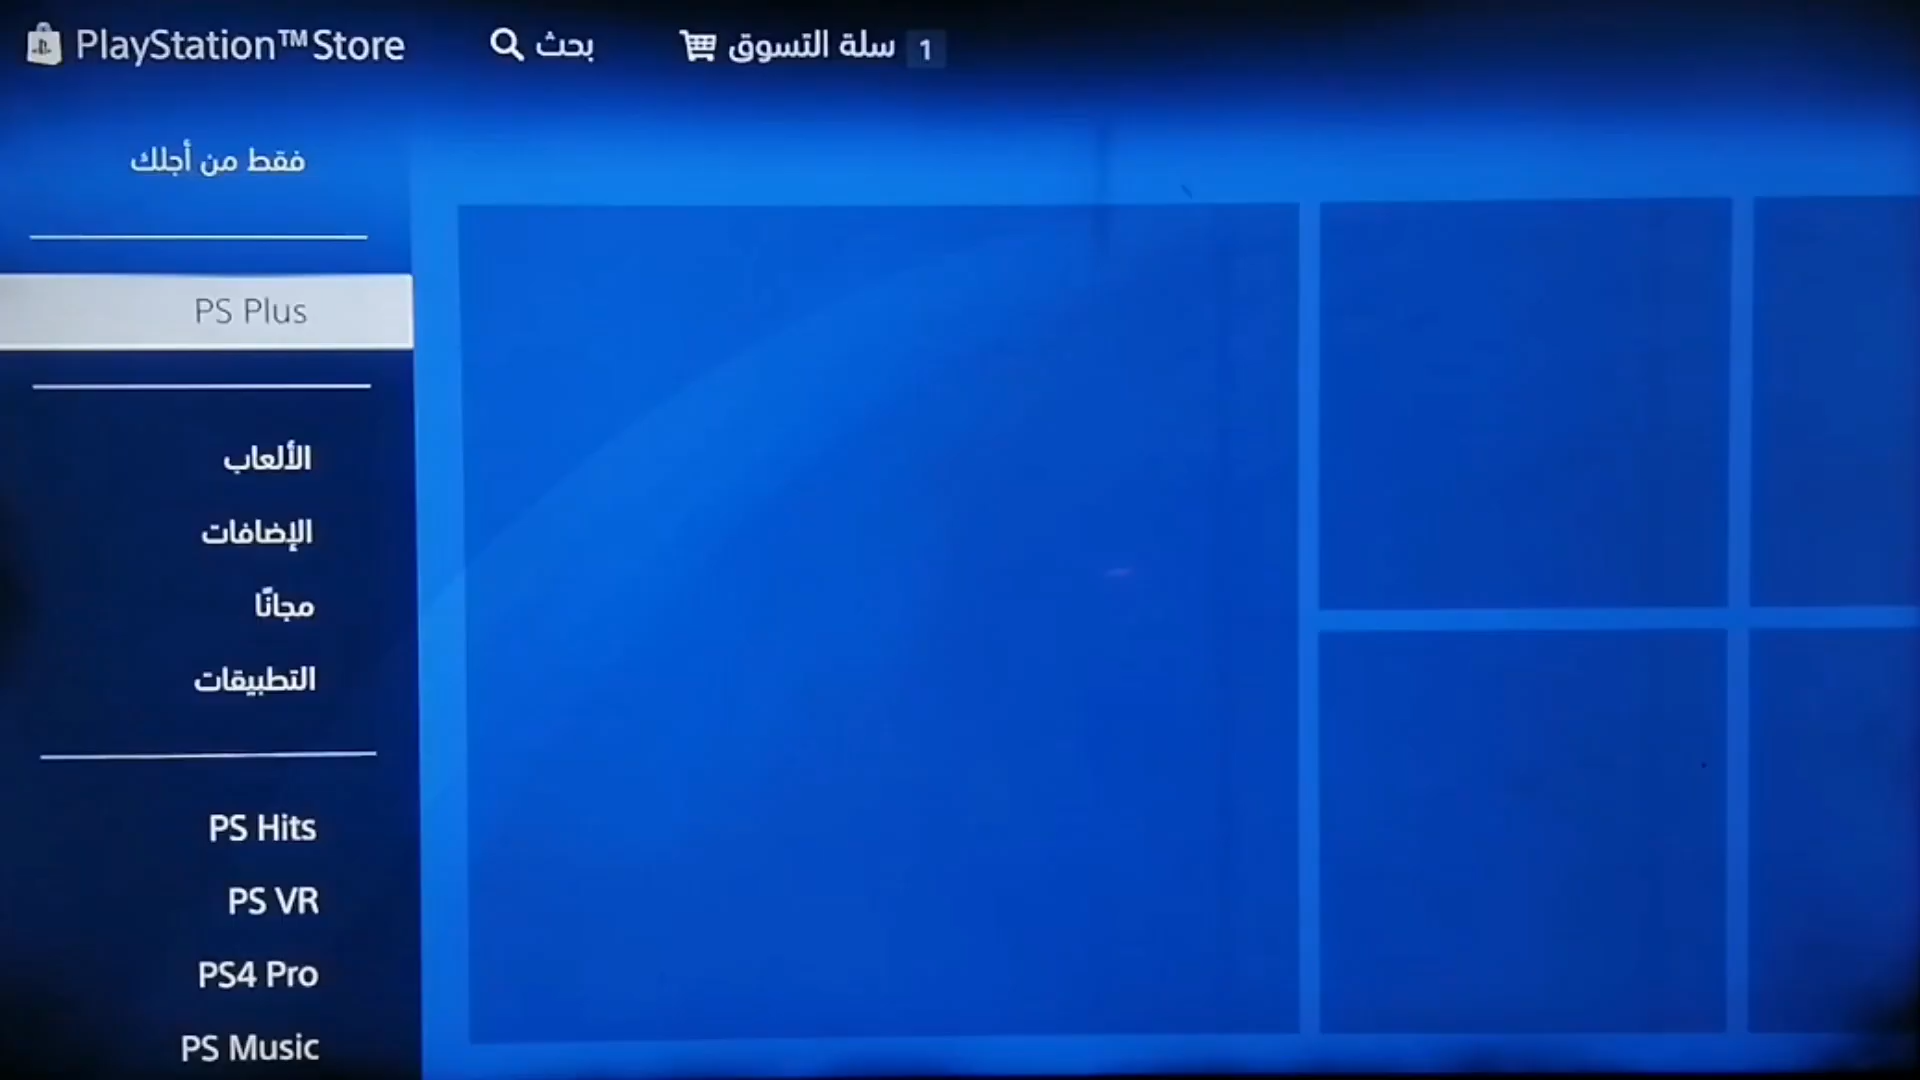 PlayStation™Store
بحث
سلة التسوق 1
فقط من أجلك
PS Plus
الألعاب
الإضافات
مجانًا
التطبيقات
PS Hits
PS VR
PS4 Pro
PS Music